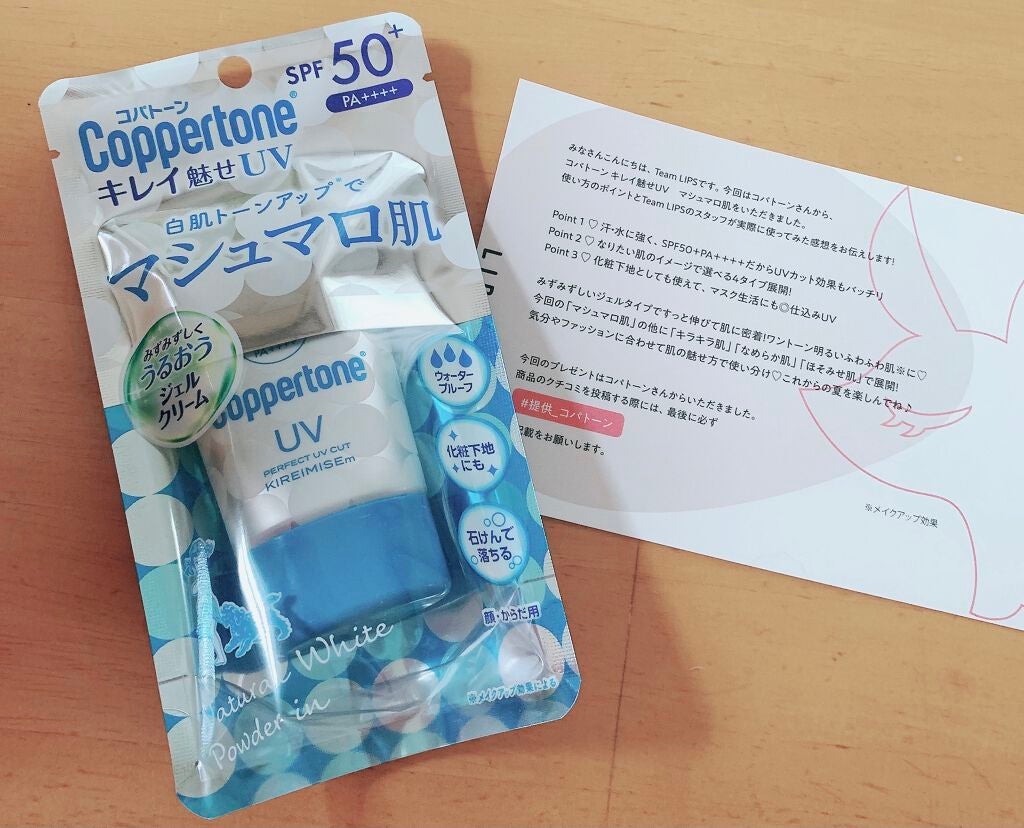 SPF 50+
PA++++
コパトーン
Coppertone®
キレイ魅せUV
白肌トーンアップ※で
マシュマロ肌
みずみずしく
うるおう
ジェル
クリーム
Coppertone®
UV
PERFECT UV CUT
KIREIMISEm
ウォーター
プルーフ
化粧下地
にも
石けんで
落ちる
顔・からだ用
Natural White
Powder in
※メイクアップ効果による
みなさんこんにちは、Team LIPSです。今回はコパトーンさんから、
コパトーン キレイ魅せUV マシュマロ肌をいただきました。
使い方のポイントとTeam LIPSのスタッフが実際に使ってみた感想をお伝えします!
Point 1 ♡ 汗・水に強く、SPF50+PA++++だからUVカット効果もバッチリ
Point 2 ♡ なりたい肌のイメージで選べる4タイプ展開!
Point 3 ♡ 化粧下地としても使えて、マスク生活にも◎仕込みUV
みずみずしいジェルタイプですっと伸びて肌に密着!ワントーン明るいふわふわ肌※に♡
今回の「マシュマロ肌」の他に「キラキラ肌」「なめらか肌」「ほそみせ肌」で展開!
気分やファッションに合わせて肌の魅せ方で使い分け♡これからの夏を楽しんでね♪
今回のプレゼントはコパトーンさんからいただきました。
商品のクチコミを投稿する際には、最後に必ず
#提供_コパトーン
記載をお願いします。
※メイクアップ効果